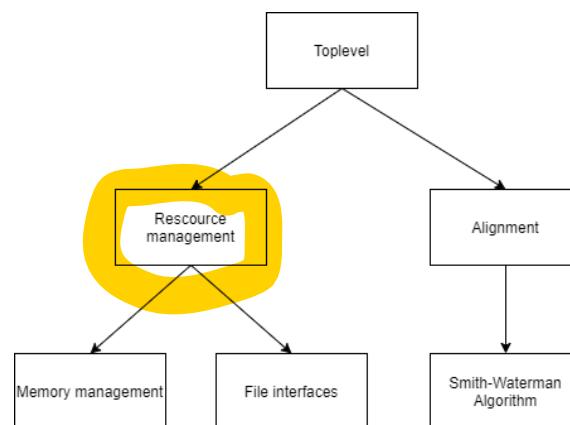 Toplevel
Rescource
management
Alignment
Memory management
File interfaces
Smith-Waterman
Algorithm